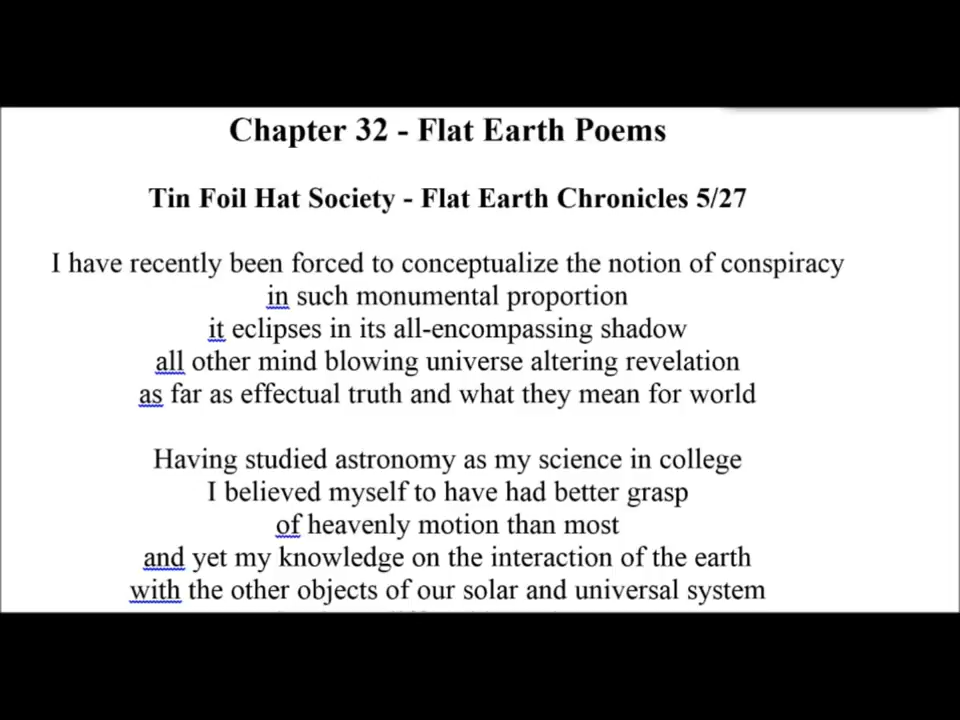 Chapter 32 - Flat Earth Poems
Tin Foil Hat Society - Flat Earth Chronicles 5/27
I have recently been forced to conceptualize the notion of conspiracy
in such monumental proportion
it eclipses in its all-encompassing shadow
all other mind blowing universe altering revelation
as far as effectual truth and what they mean for world
Having studied astronomy as my science in college
I believed myself to have had better grasp
of heavenly motion than most
and yet my knowledge on the interaction of the earth
with the other objects of our solar and universal system